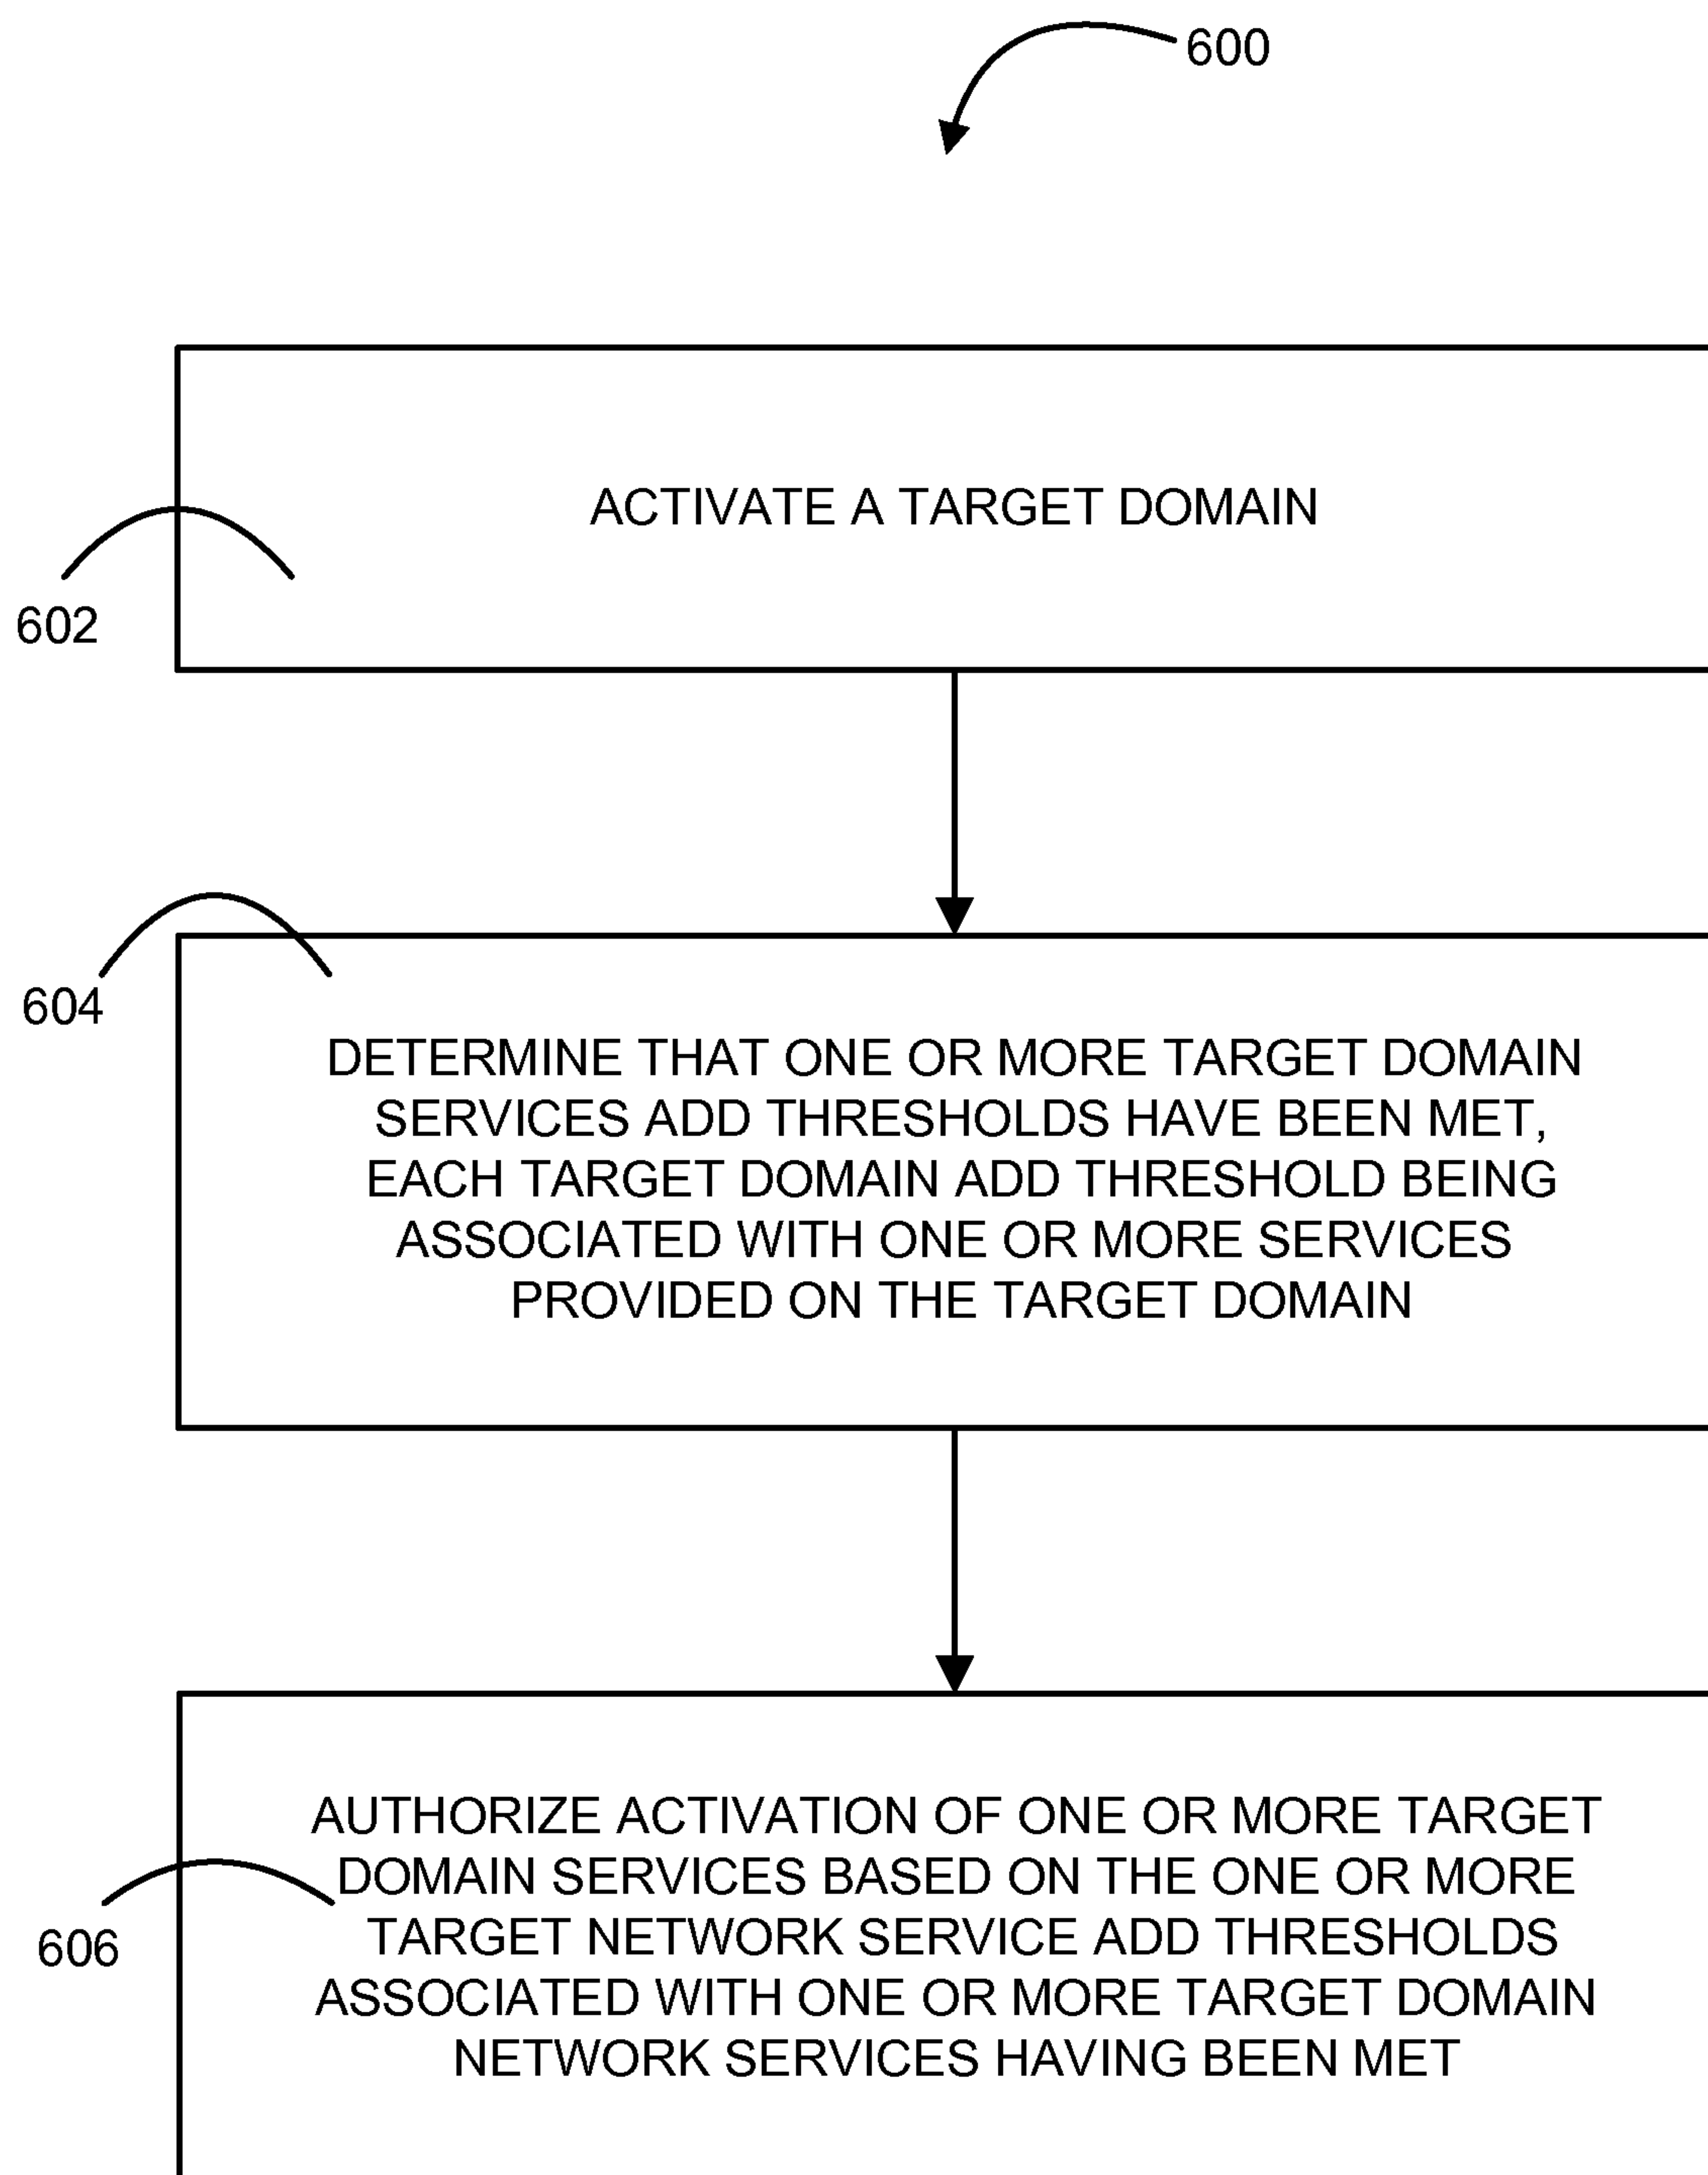 600
ACTIVATE A TARGET DOMAIN
602
604
DETERMINE THAT ONE OR MORE TARGET DOMAIN
SERVICES ADD THRESHOLDS HAVE BEEN MET,
EACH TARGET DOMAIN ADD THRESHOLD BEING
ASSOCIATED WITH ONE OR MORE SERVICES
PROVIDED ON THE TARGET DOMAIN
AUTHORIZE ACTIVATION OF ONE OR MORE TARGET
DOMAIN SERVICES BASED ON THE ONE OR MORE
TARGET NETWORK SERVICE ADD THRESHOLDS
ASSOCIATED WITH ONE OR MORE TARGET DOMAIN
NETWORK SERVICES HAVING BEEN MET
606